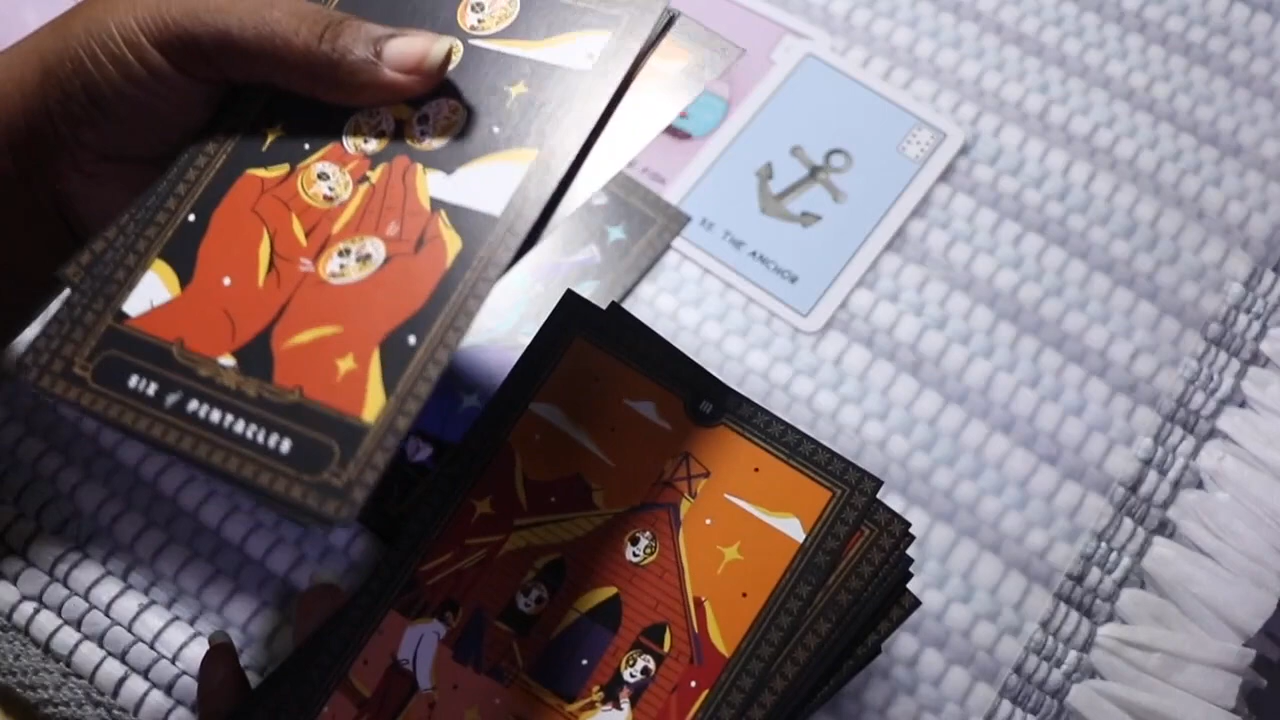 SIX of PENTACLES
35. THE ANCHOR
III